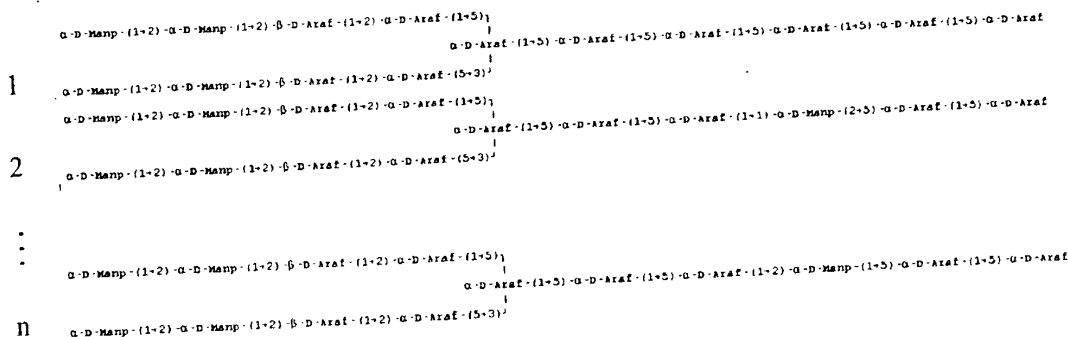 α-D-Manp-(1→2)-α-D-Manp-(1→2)-β-D-Araf-(1→2)-α-D-Araf-(1→5)
α-D-Araf-(1→5)-α-D-Araf-(1→5)-α-D-Araf-(1→5)-α-D-Araf-(1→5)-α-D-Araf-(1→5)-α-D-Araf
1 α-D-Manp-(1→2)-α-D-Manp-(1→2)-β-D-Araf-(1→2)-α-D-Araf-(5→3)
α-D-Manp-(1→2)-α-D-Manp-(1→2)-β-D-Araf-(1→2)-α-D-Araf-(1→5)
α-D-Araf-(1→5)-α-D-Araf-(1→5)-α-D-Araf-(1→1)-α-D-Manp-(2→5)-α-D-Araf-(1→5)-α-D-Araf
2 α-D-Manp-(1→2)-α-D-Manp-(1→2)-β-D-Araf-(1→2)-α-D-Araf-(5→3)
α-D-Manp-(1→2)-α-D-Manp-(1→2)-β-D-Araf-(1→2)-α-D-Araf-(1→5)
α-D-Araf-(1→5)-α-D-Araf-(1→5)-α-D-Araf-(1→2)-α-D-Manp-(1→5)-α-D-Araf-(1→5)-α-D-Araf
n α-D-Manp-(1→2)-α-D-Manp-(1→2)-β-D-Araf-(1→2)-α-D-Araf-(5→3)